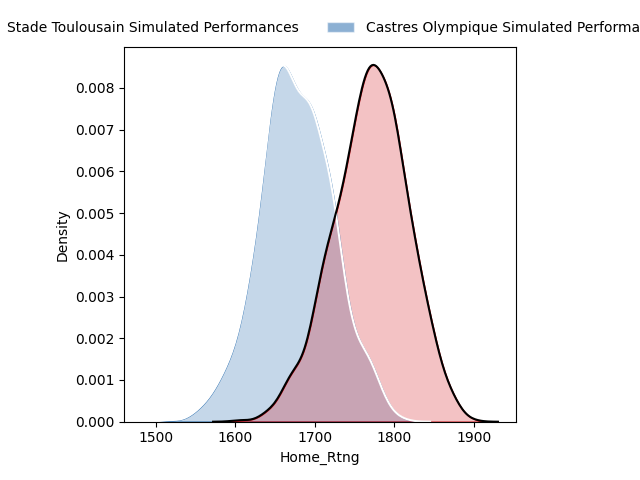 Stade Toulousain Simulated Performances Castres Olympique Simulated Performa
0.008
0.007
0.006
0.005
0.004
0.003
0.002
0.001
0.000
Density
1500 1600 1700 1800 1900
Home_Rtng